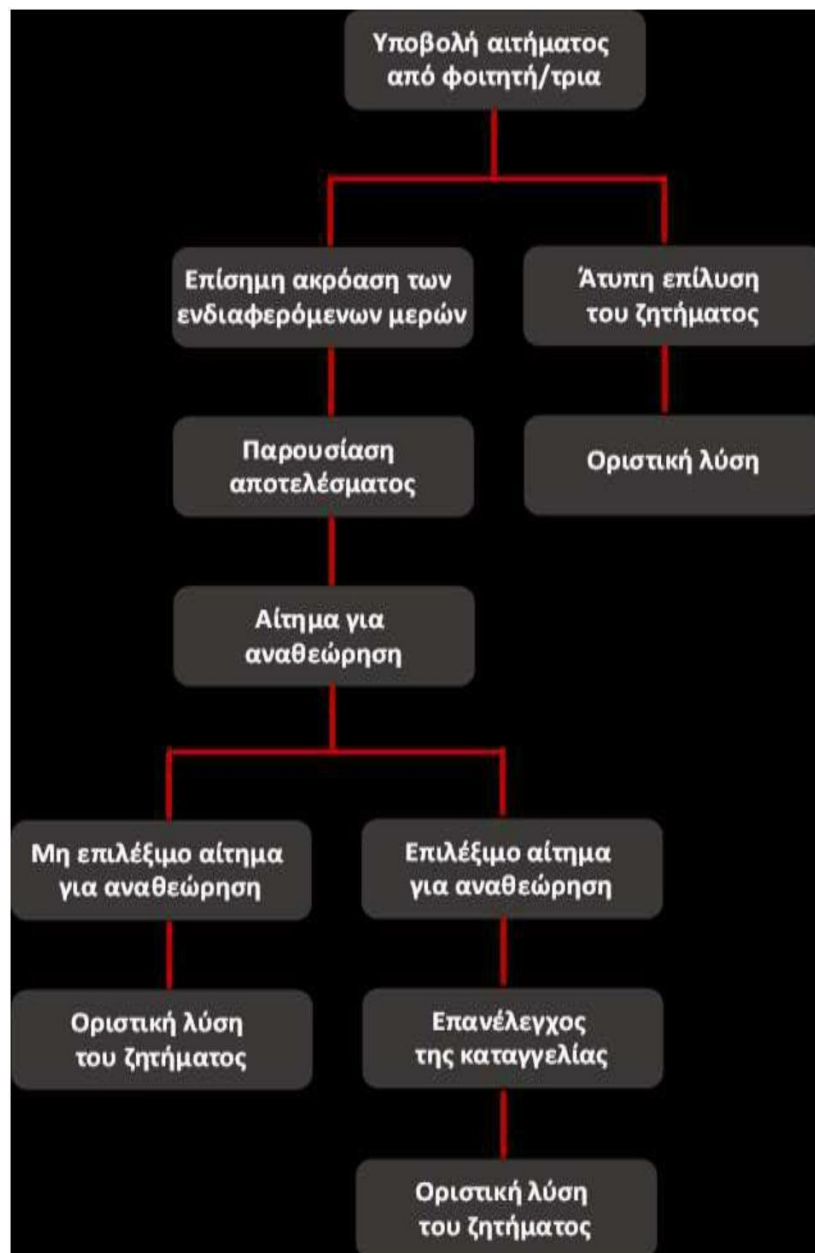 Υποβολή αιτήματος
από φοιτητή/τρια
Επίσημη ακρόαση των
ενδιαφερόμενων μερών
Άτυπη επίλυση
του ζητήματος
Παρουσίαση
αποτελέσματος
Οριστική λύση
Αίτημα για
αναθεώρηση
Μη επιλέξιμο αίτημα
για αναθεώρηση
Επιλέξιμο αίτημα
για αναθεώρηση
Οριστική λύση
του ζητήματος
Επανέλεγχος
της καταγγελίας
Οριστική λύση
του ζητήματος